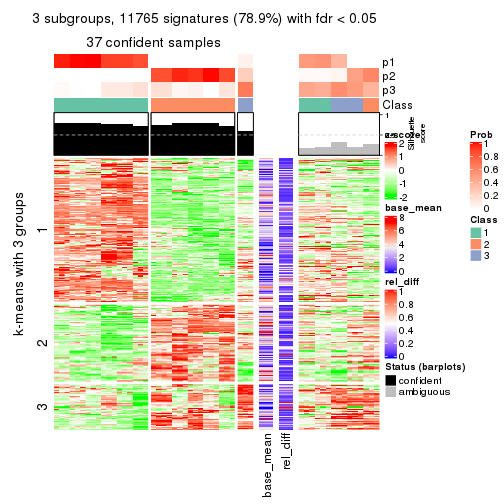 3 subgroups, 11765 signatures (78.9%) with fdr < 0.05
37 confident samples
p1
p2
p3
Class
1
Silhouette
score
k-means with 3 groups
1
2
3
base_mean
rel_diff
z-score
2
1
0
-1
-2
base_mean
8
6
4
2
0
rel_diff
1
0.8
0.6
0.4
0.2
0
Status (barplots)
confident
ambiguous
Prob
1
0.8
0.6
0.4
0.2
0
Class
1
2
3